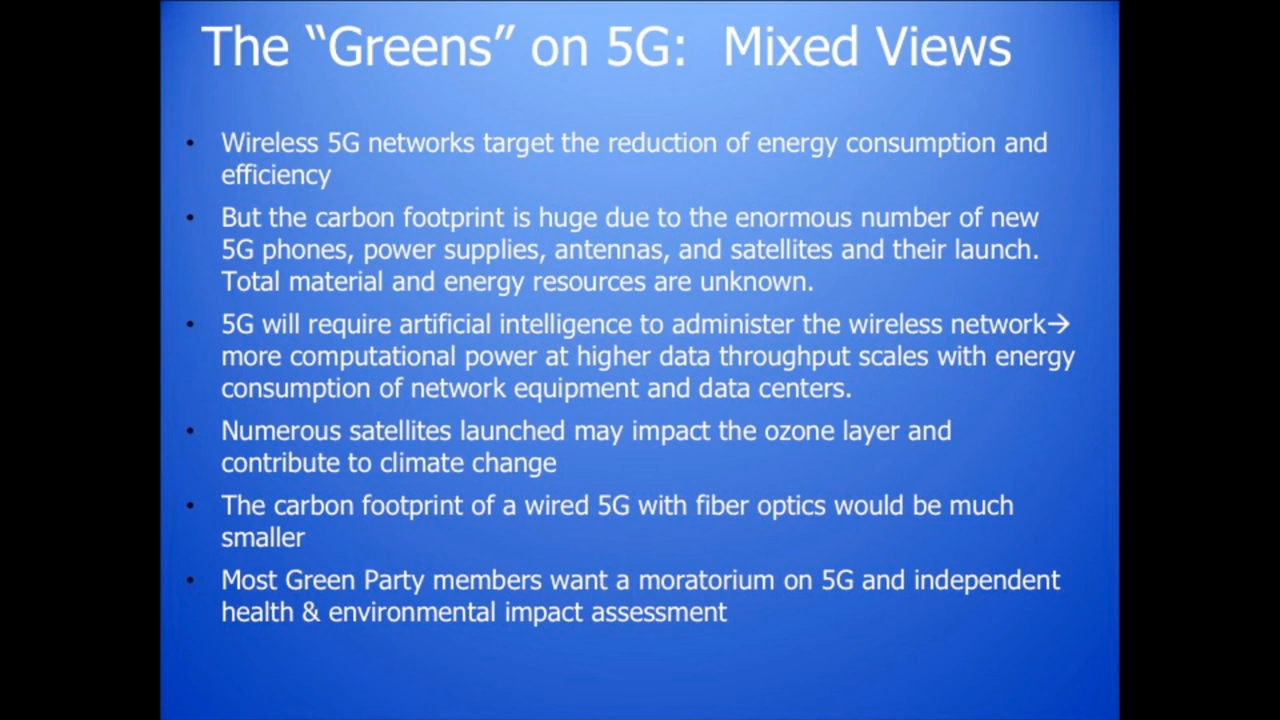 The “Greens” on 5G:  Mixed Views
• Wireless 5G networks target the reduction of energy consumption and
efficiency
• But the carbon footprint is huge due to the enormous number of new
5G phones, power supplies, antennas, and satellites and their launch.
Total material and energy resources are unknown.
• 5G will require artificial intelligence to administer the wireless network→
more computational power at higher data throughput scales with energy
consumption of network equipment and data centers.
• Numerous satellites launched may impact the ozone layer and
contribute to climate change
• The carbon footprint of a wired 5G with fiber optics would be much
smaller
• Most Green Party members want a moratorium on 5G and independent
health & environmental impact assessment